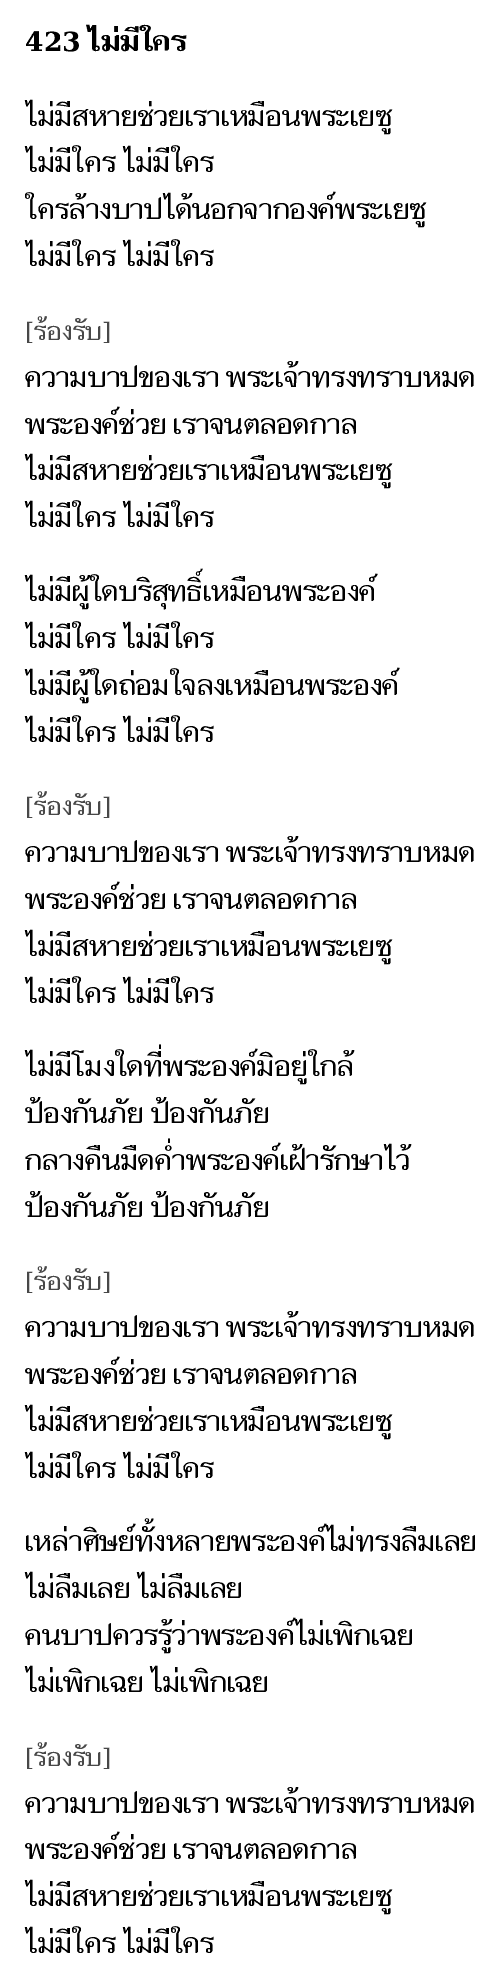 423 ไม่มีใคร
ไม่มีสหายช่วยเราเหมือนพระเยซู
ไม่มีใคร ไม่มีใคร
ใครล้างบาปได้นอกจากองค์พระเยซู
ไม่มีใคร ไม่มีใคร
[ร้องรับ]
ความบาปของเรา พระเจ้าทรงทราบหมด
พระองค์ช่วย เราจนตลอดกาล
ไม่มีสหายช่วยเราเหมือนพระเยซู
ไม่มีใคร ไม่มีใคร
ไม่มีผู้ใดบริสุทธิ์เหมือนพระองค์
ไม่มีใคร ไม่มีใคร
ไม่มีผู้ใดถ่อมใจลงเหมือนพระองค์
ไม่มีใคร ไม่มีใคร
[ร้องรับ]
ความบาปของเรา พระเจ้าทรงทราบหมด
พระองค์ช่วย เราจนตลอดกาล
ไม่มีสหายช่วยเราเหมือนพระเยซู
ไม่มีใคร ไม่มีใคร
ไม่มีโมงใดที่พระองค์มิอยู่ใกล้
ป้องกันภัย ป้องกันภัย
กลางคืนมืดค่ำพระองค์เฝ้ารักษาไว้
ป้องกันภัย ป้องกันภัย
[ร้องรับ]
ความบาปของเรา พระเจ้าทรงทราบหมด
พระองค์ช่วย เราจนตลอดกาล
ไม่มีสหายช่วยเราเหมือนพระเยซู
ไม่มีใคร ไม่มีใคร
เหล่าศิษย์ทั้งหลายพระองค์ไม่ทรงลืมเลย
ไม่ลืมเลย ไม่ลืมเลย
คนบาปควรรู้ว่าพระองค์ไม่เพิกเฉย
ไม่เพิกเฉย ไม่เพิกเฉย
[ร้องรับ]
ความบาปของเรา พระเจ้าทรงทราบหมด
พระองค์ช่วย เราจนตลอดกาล
ไม่มีสหายช่วยเราเหมือนพระเยซู
ไม่มีใคร ไม่มีใคร